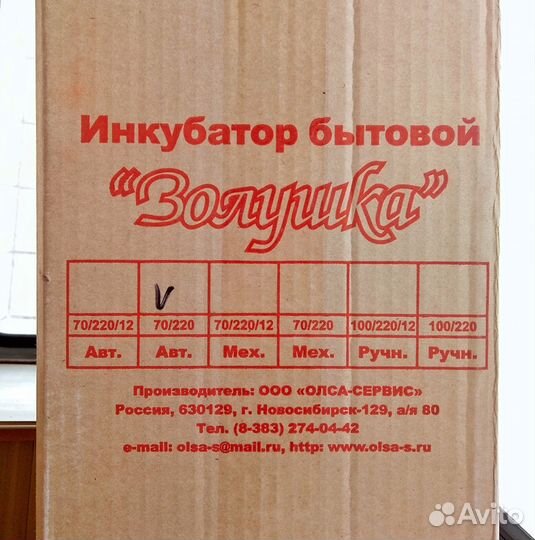 Инкубатор бытовой
"Золушка"
V
70/220/12 70/220 70/220/12 70/220 100/220/12 100/220
Авт. Авт. Мех. Мех. Ручн. Ручн.
Производитель: ООО «ОЛСА-СЕРВИС»
Россия, 630129, г. Новосибирск-129, а/я 80
Тел. (8-383) 274-04-42
e-mail: olsa-s@mail.ru, http: www.olsa-s.ru
Avito